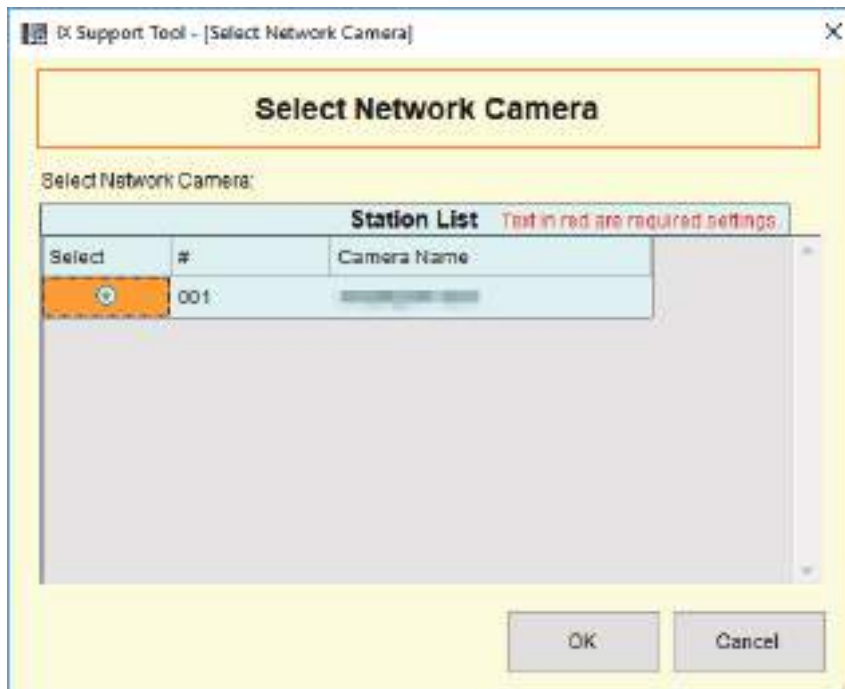 IX Support Tool - [Select Network Camera]
Select Network Camera
Select Network Camera:
Station List Text in red are required settings.
Select # Camera Name
001
OK Cancel